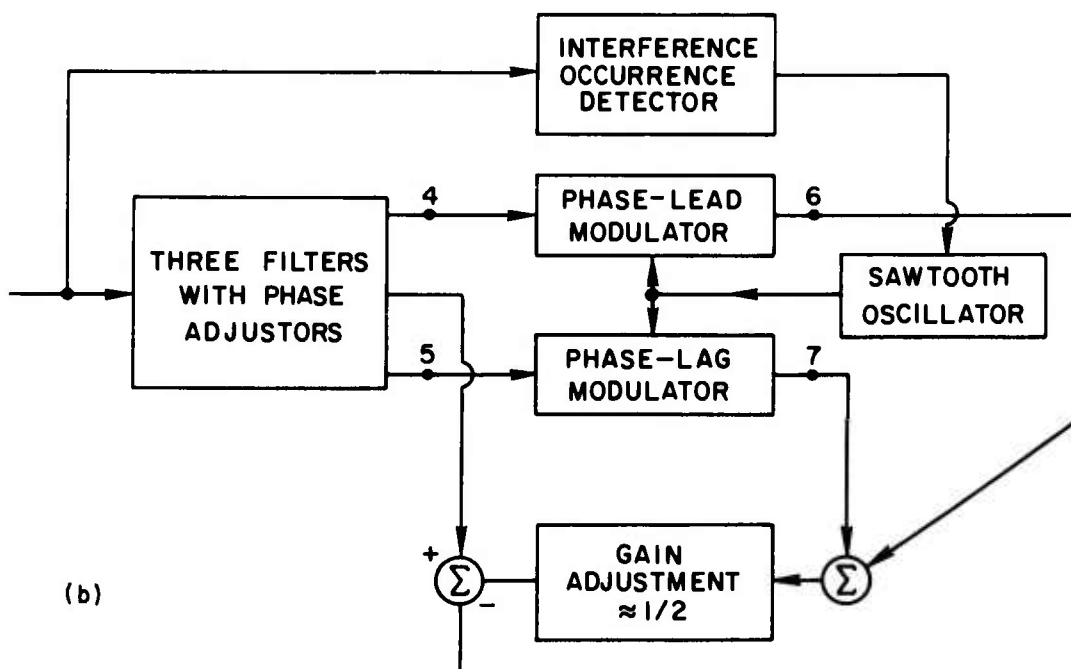 INTERFERENCE
OCCURRENCE
DETECTOR
4
PHASE-LEAD
MODULATOR
6
THREE FILTERS
WITH PHASE
ADJUSTORS
SAWTOOTH
OSCILLATOR
5
PHASE-LAG
MODULATOR
7
+
Σ
-
GAIN
ADJUSTMENT
≈1/2
Σ
(b)